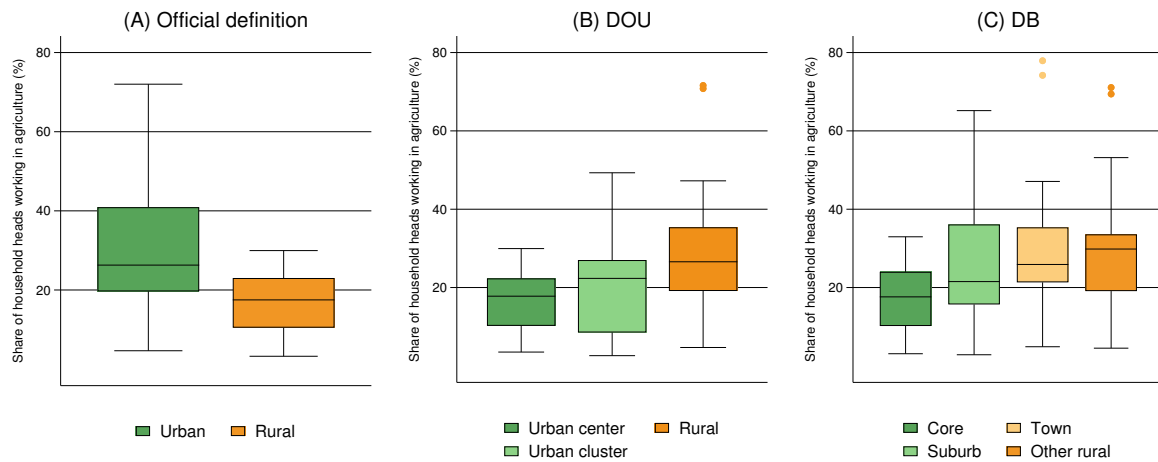 (A) Official definition
Share of household heads working in agriculture (%)
80
60
40
20
Urban
Rural
(B) DOU
Share of household heads working in agriculture (%)
80
60
40
20
Urban center
Rural
Urban cluster
(C) DB
Share of household heads working in agriculture (%)
80
60
40
20
Core
Town
Suburb
Other rural